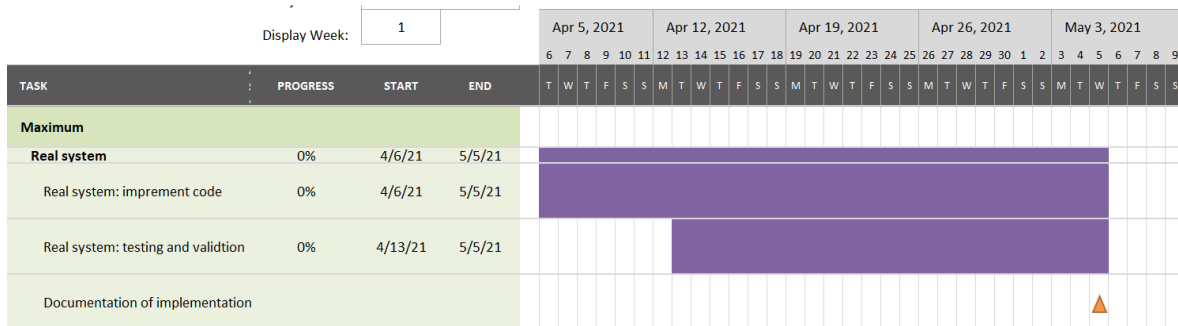 Display Week: 1
Apr 5, 2021 Apr 12, 2021 Apr 19, 2021 Apr 26, 2021 May 3, 2021
6 7 8 9 10 11 12 13 14 15 16 17 18 19 20 21 22 23 24 25 26 27 28 29 30 1 2 3 4 5 6 7 8 9
TASK PROGRESS START END T W T F S S M T W T F S S M T W T F S S M T W T F S S M T W T F S S
Maximum
Real system 0% 4/6/21 5/5/21
Real system: imprement code 0% 4/6/21 5/5/21
Real system: testing and validtion 0% 4/13/21 5/5/21
Documentation of implementation